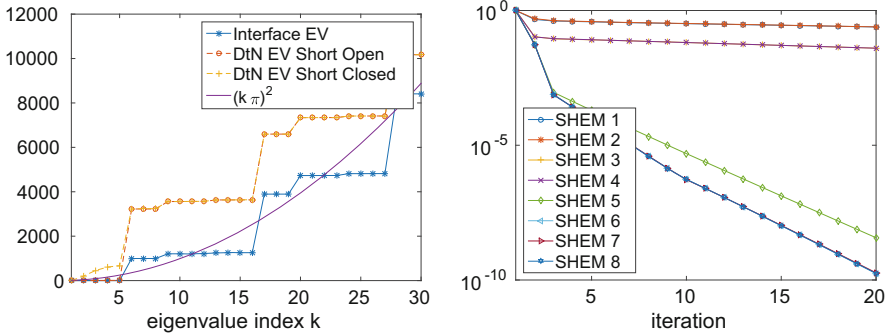 12000
10000
8000
6000
4000
2000
0
5
10
15
20
25
30
eigenvalue index k
Interface EV
DtN EV Short Open
DtN EV Short Closed
(k π)²
10⁰
10⁻⁵
10⁻¹⁰
5
10
15
20
iteration
SHEM 1
SHEM 2
SHEM 3
SHEM 4
SHEM 5
SHEM 6
SHEM 7
SHEM 8